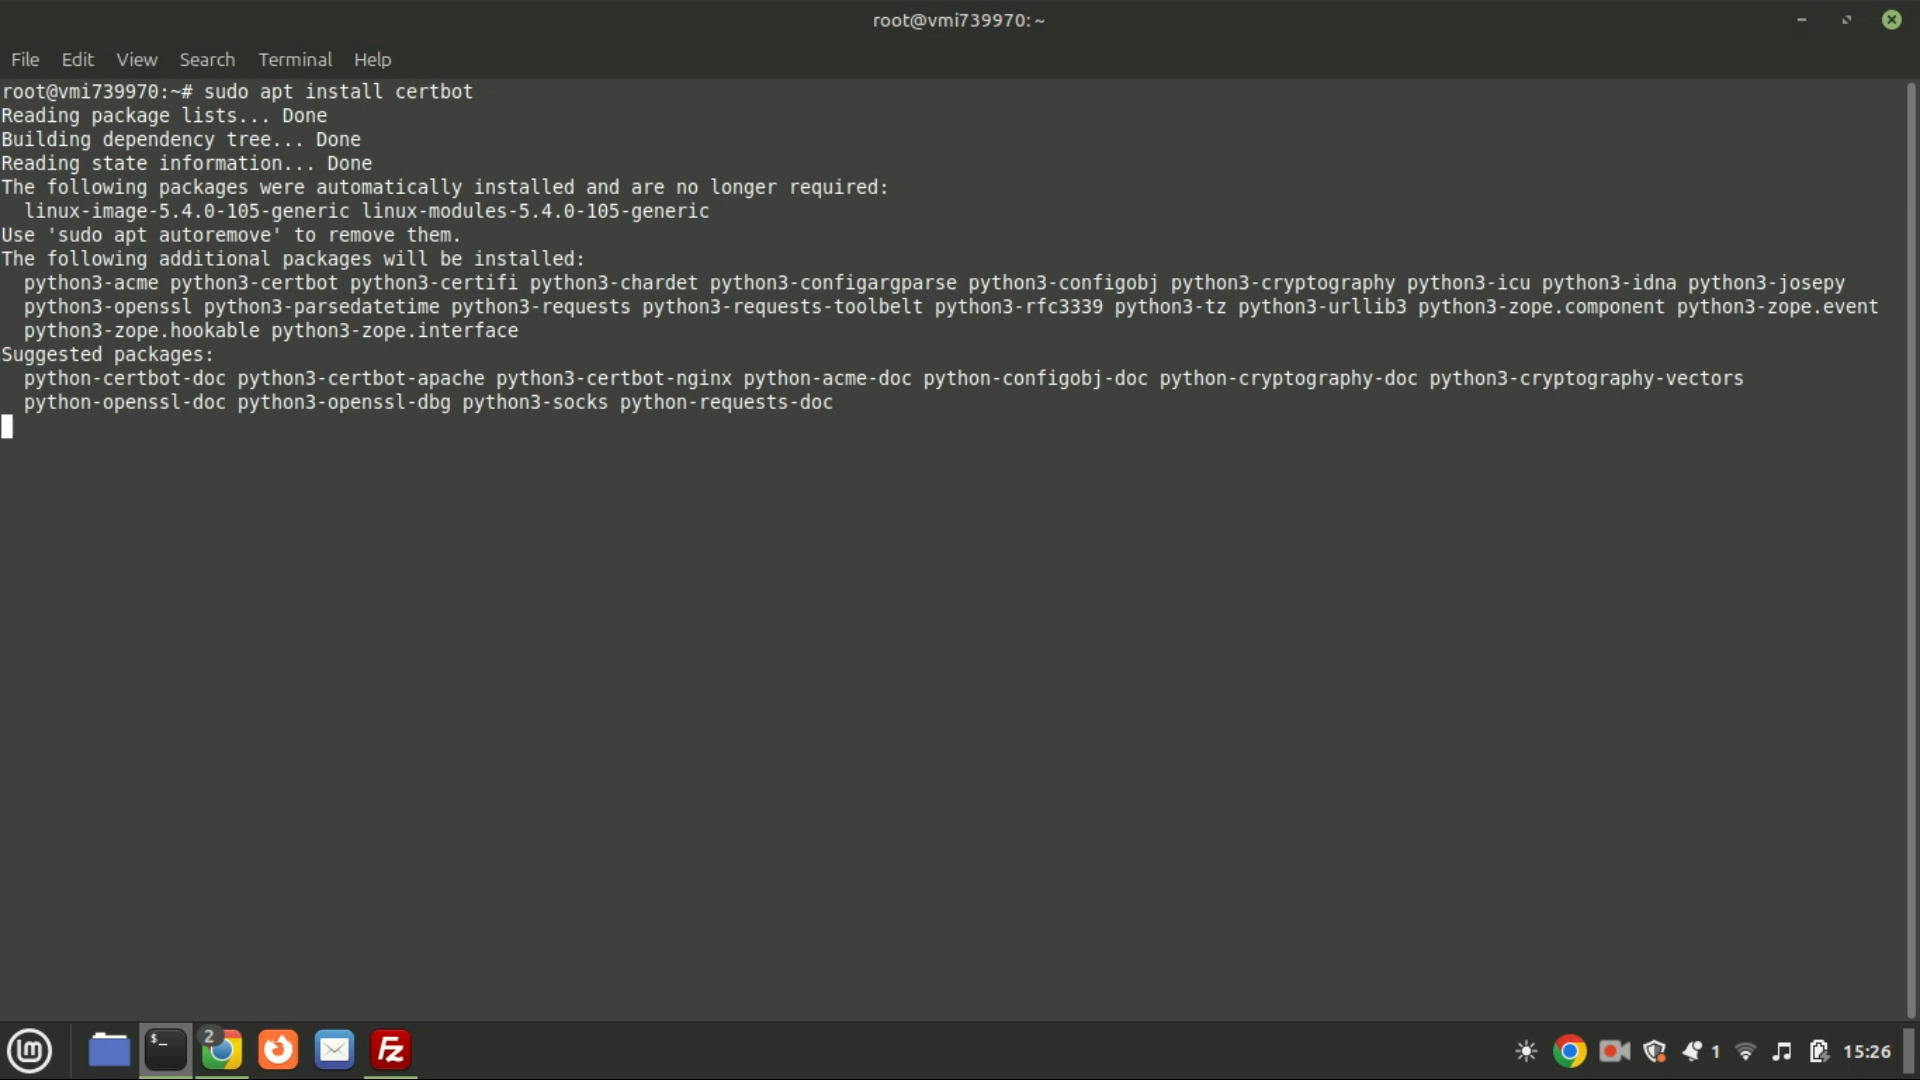 root@vmi739970:~
File Edit View Search Terminal Help
root@vmi739970:~# sudo apt install certbot
Reading package lists... Done
Building dependency tree... Done
Reading state information... Done
The following packages were automatically installed and are no longer required:
  linux-image-5.4.0-105-generic linux-modules-5.4.0-105-generic
Use 'sudo apt autoremove' to remove them.
The following additional packages will be installed:
  python3-acme python3-certbot python3-certifi python3-chardet python3-configargparse python3-configobj python3-cryptography python3-icu python3-idna python3-josepy
  python3-openssl python3-parsedatetime python3-requests python3-requests-toolbelt python3-rfc3339 python3-tz python3-urllib3 python3-zope.component python3-zope.event
  python3-zope.hookable python3-zope.interface
Suggested packages:
  python-certbot-doc python3-certbot-apache python3-certbot-nginx python-acme-doc python-configobj-doc python-cryptography-doc python3-cryptography-vectors
  python-openssl-doc python3-openssl-dbg python3-socks python-requests-doc
lm $_ 2 Fz 1 15:26